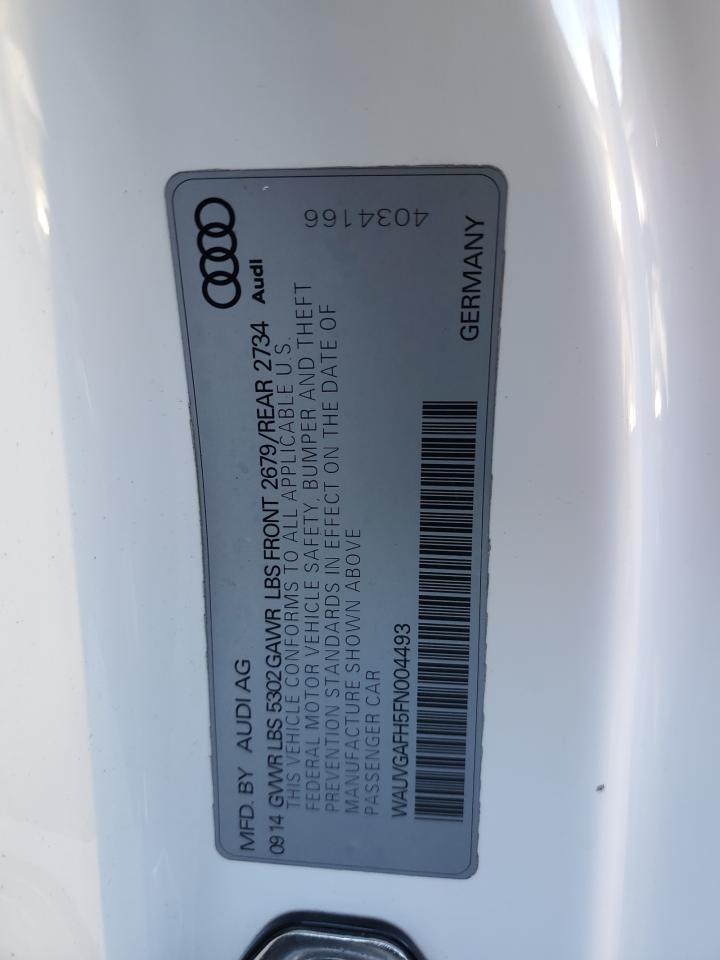 MFD. BY AUDI AG
Audi
09 14 GVWR LBS 5302 GAWR LBS FRONT 2679/REAR 2734
THIS VEHICLE CONFORMS TO ALL APPLICABLE U.S.
FEDERAL MOTOR VEHICLE SAFETY, BUMPER AND THEFT
PREVENTION STANDARDS IN EFFECT ON THE DATE OF
MANUFACTURE SHOWN ABOVE
4034166
PASSENGER CAR
WAUVGAFH5FN004493
GERMANY